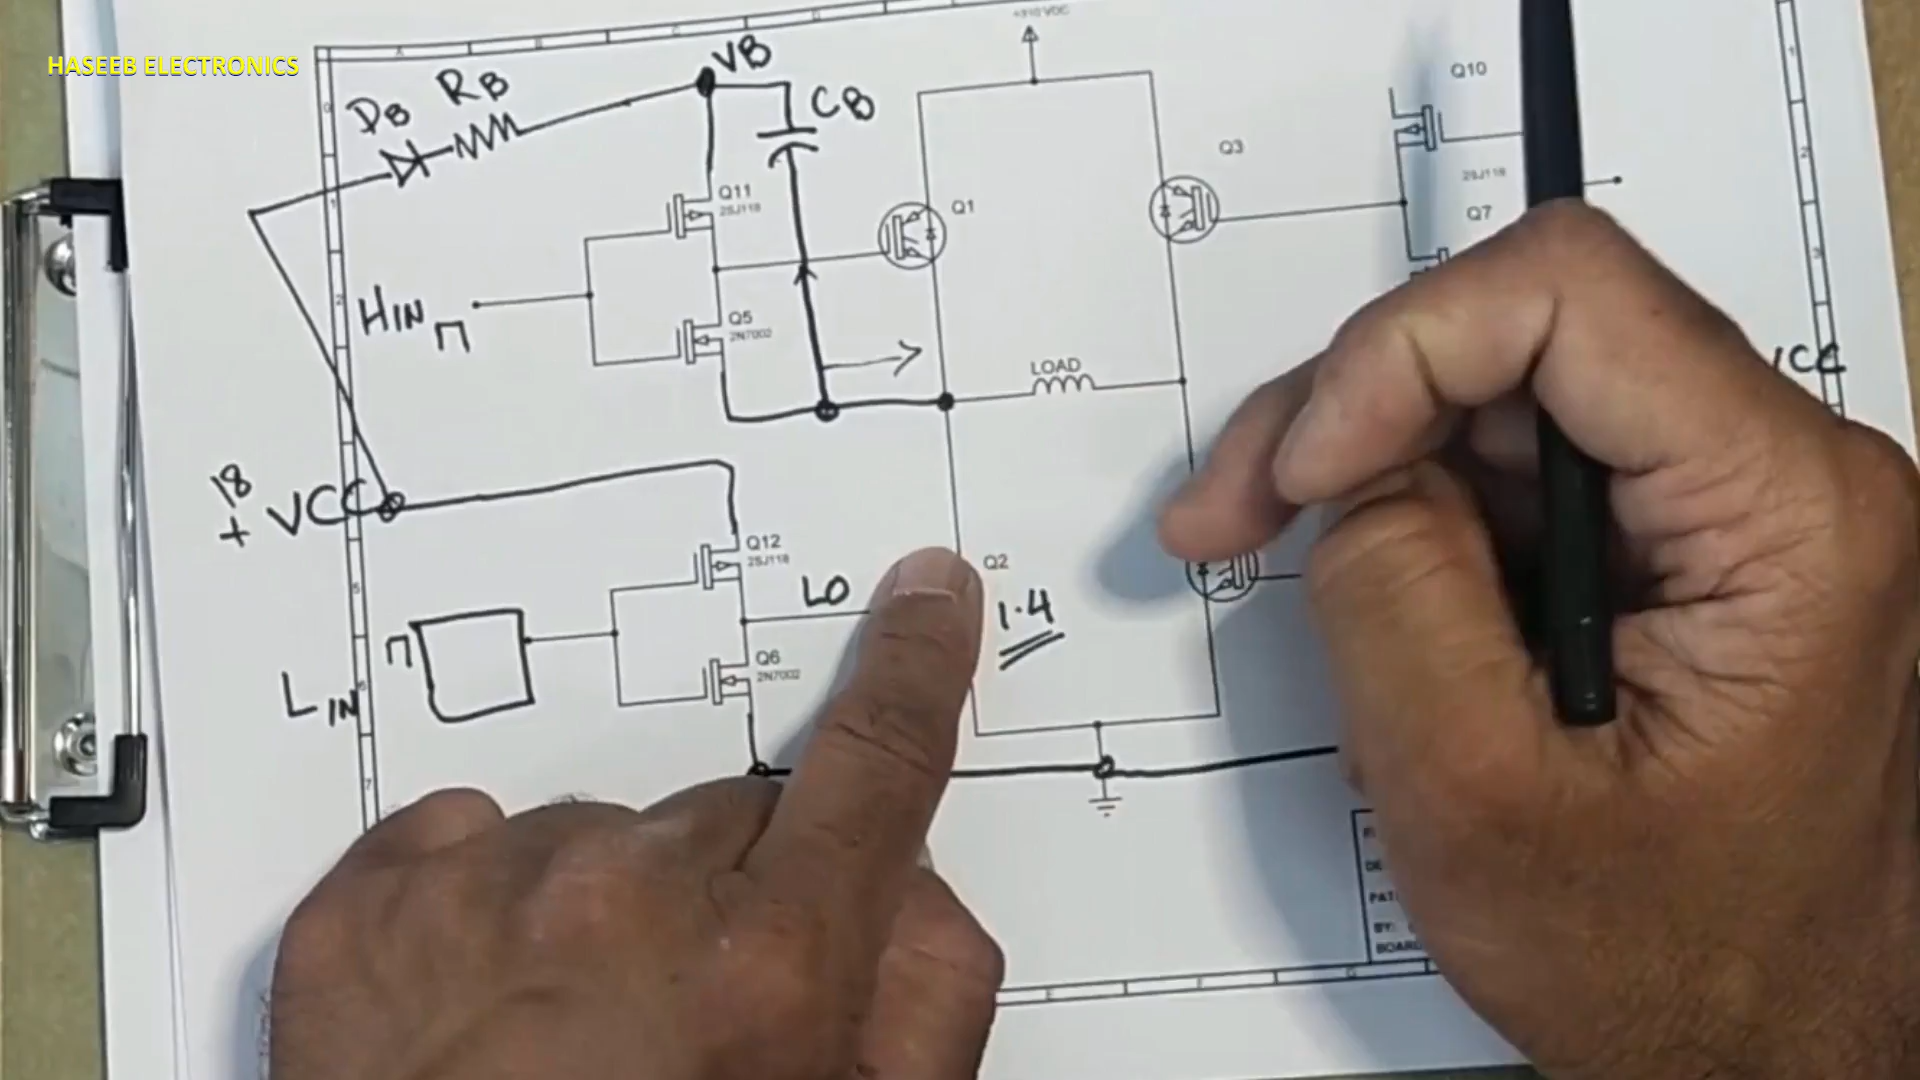 HASEEB ELECTRONICS
+310 VDC
VB
DB
RB
CB
Q10
Q11
2SJ118
Q1
Q3
2SJ118
Q7
HIN
Q5
2N7002
LOAD
VCC
18
+ VCC
Q12
2SJ118
LO
Q2
1.4
LIN
Q6
2N7002
BY: